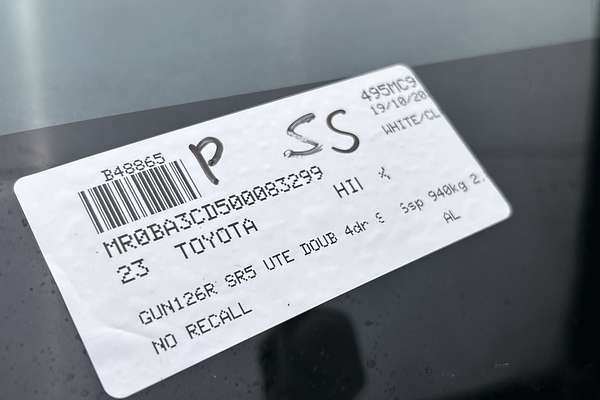 B48865 P SS 495MC9
19/10/20
WHITE/CL
MR0BA3CD500083299
23 TOYOTA
GUN126R SR5 UTE DOUB 4dr 940kg
AL
NO RECALL